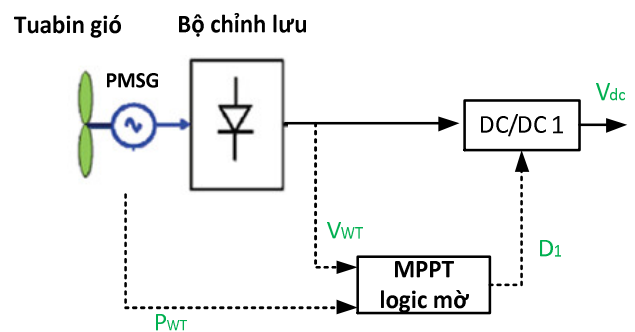 Tuabin gió
Bộ chỉnh lưu
PMSG
Vdc
DC/DC 1
VWT
D1
MPPT
logic mờ
PWT